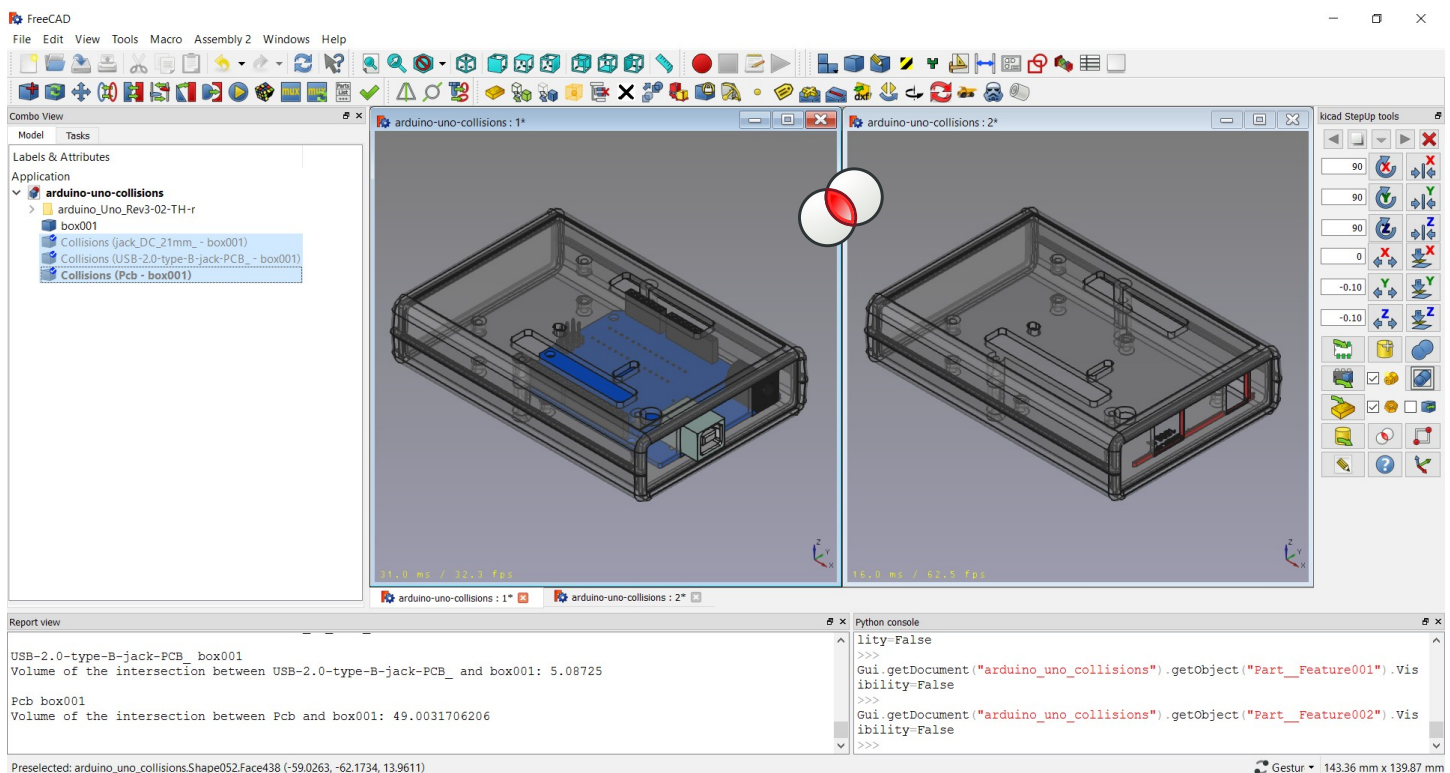 FreeCAD
File Edit View Tools Macro Assembly 2 Windows Help
mux
Parts List
dxf
Combo View
Model Tasks
Labels & Attributes
Application
arduino-uno-collisions
arduino_Uno_Rev3-02-TH-r
box001
Collisions (jack_DC_21mm_ - box001)
Collisions (USB-2.0-type-B-jack-PCB_ - box001)
Collisions (Pcb - box001)
arduino-uno-collisions : 1*
Z
Y
X
31.0 ms / 32.3 fps
arduino-uno-collisions : 2*
Z
Y
X
16.0 ms / 62.5 fps
arduino-uno-collisions : 1* arduino-uno-collisions : 2*
kicad StepUp tools
90 X X
90 Y Y
90 Z Z
0 X X
-0.10 Y Y
-0.10 Z Z
Report view
USB-2.0-type-B-jack-PCB_ box001
Volume of the intersection between USB-2.0-type-B-jack-PCB_ and box001: 5.08725
Pcb box001
Volume of the intersection between Pcb and box001: 49.0031706206
Python console
lity=False
>>>
Gui.getDocument("arduino_uno_collisions").getObject("Part__Feature001").Vis
ibility=False
>>>
Gui.getDocument("arduino_uno_collisions").getObject("Part__Feature002").Vis
ibility=False
>>>
Preselected: arduino_uno_collisions.Shape052.Face438 (-59.0263, -62.1734, 13.9611)
Gestur 143.36 mm x 139.87 mm